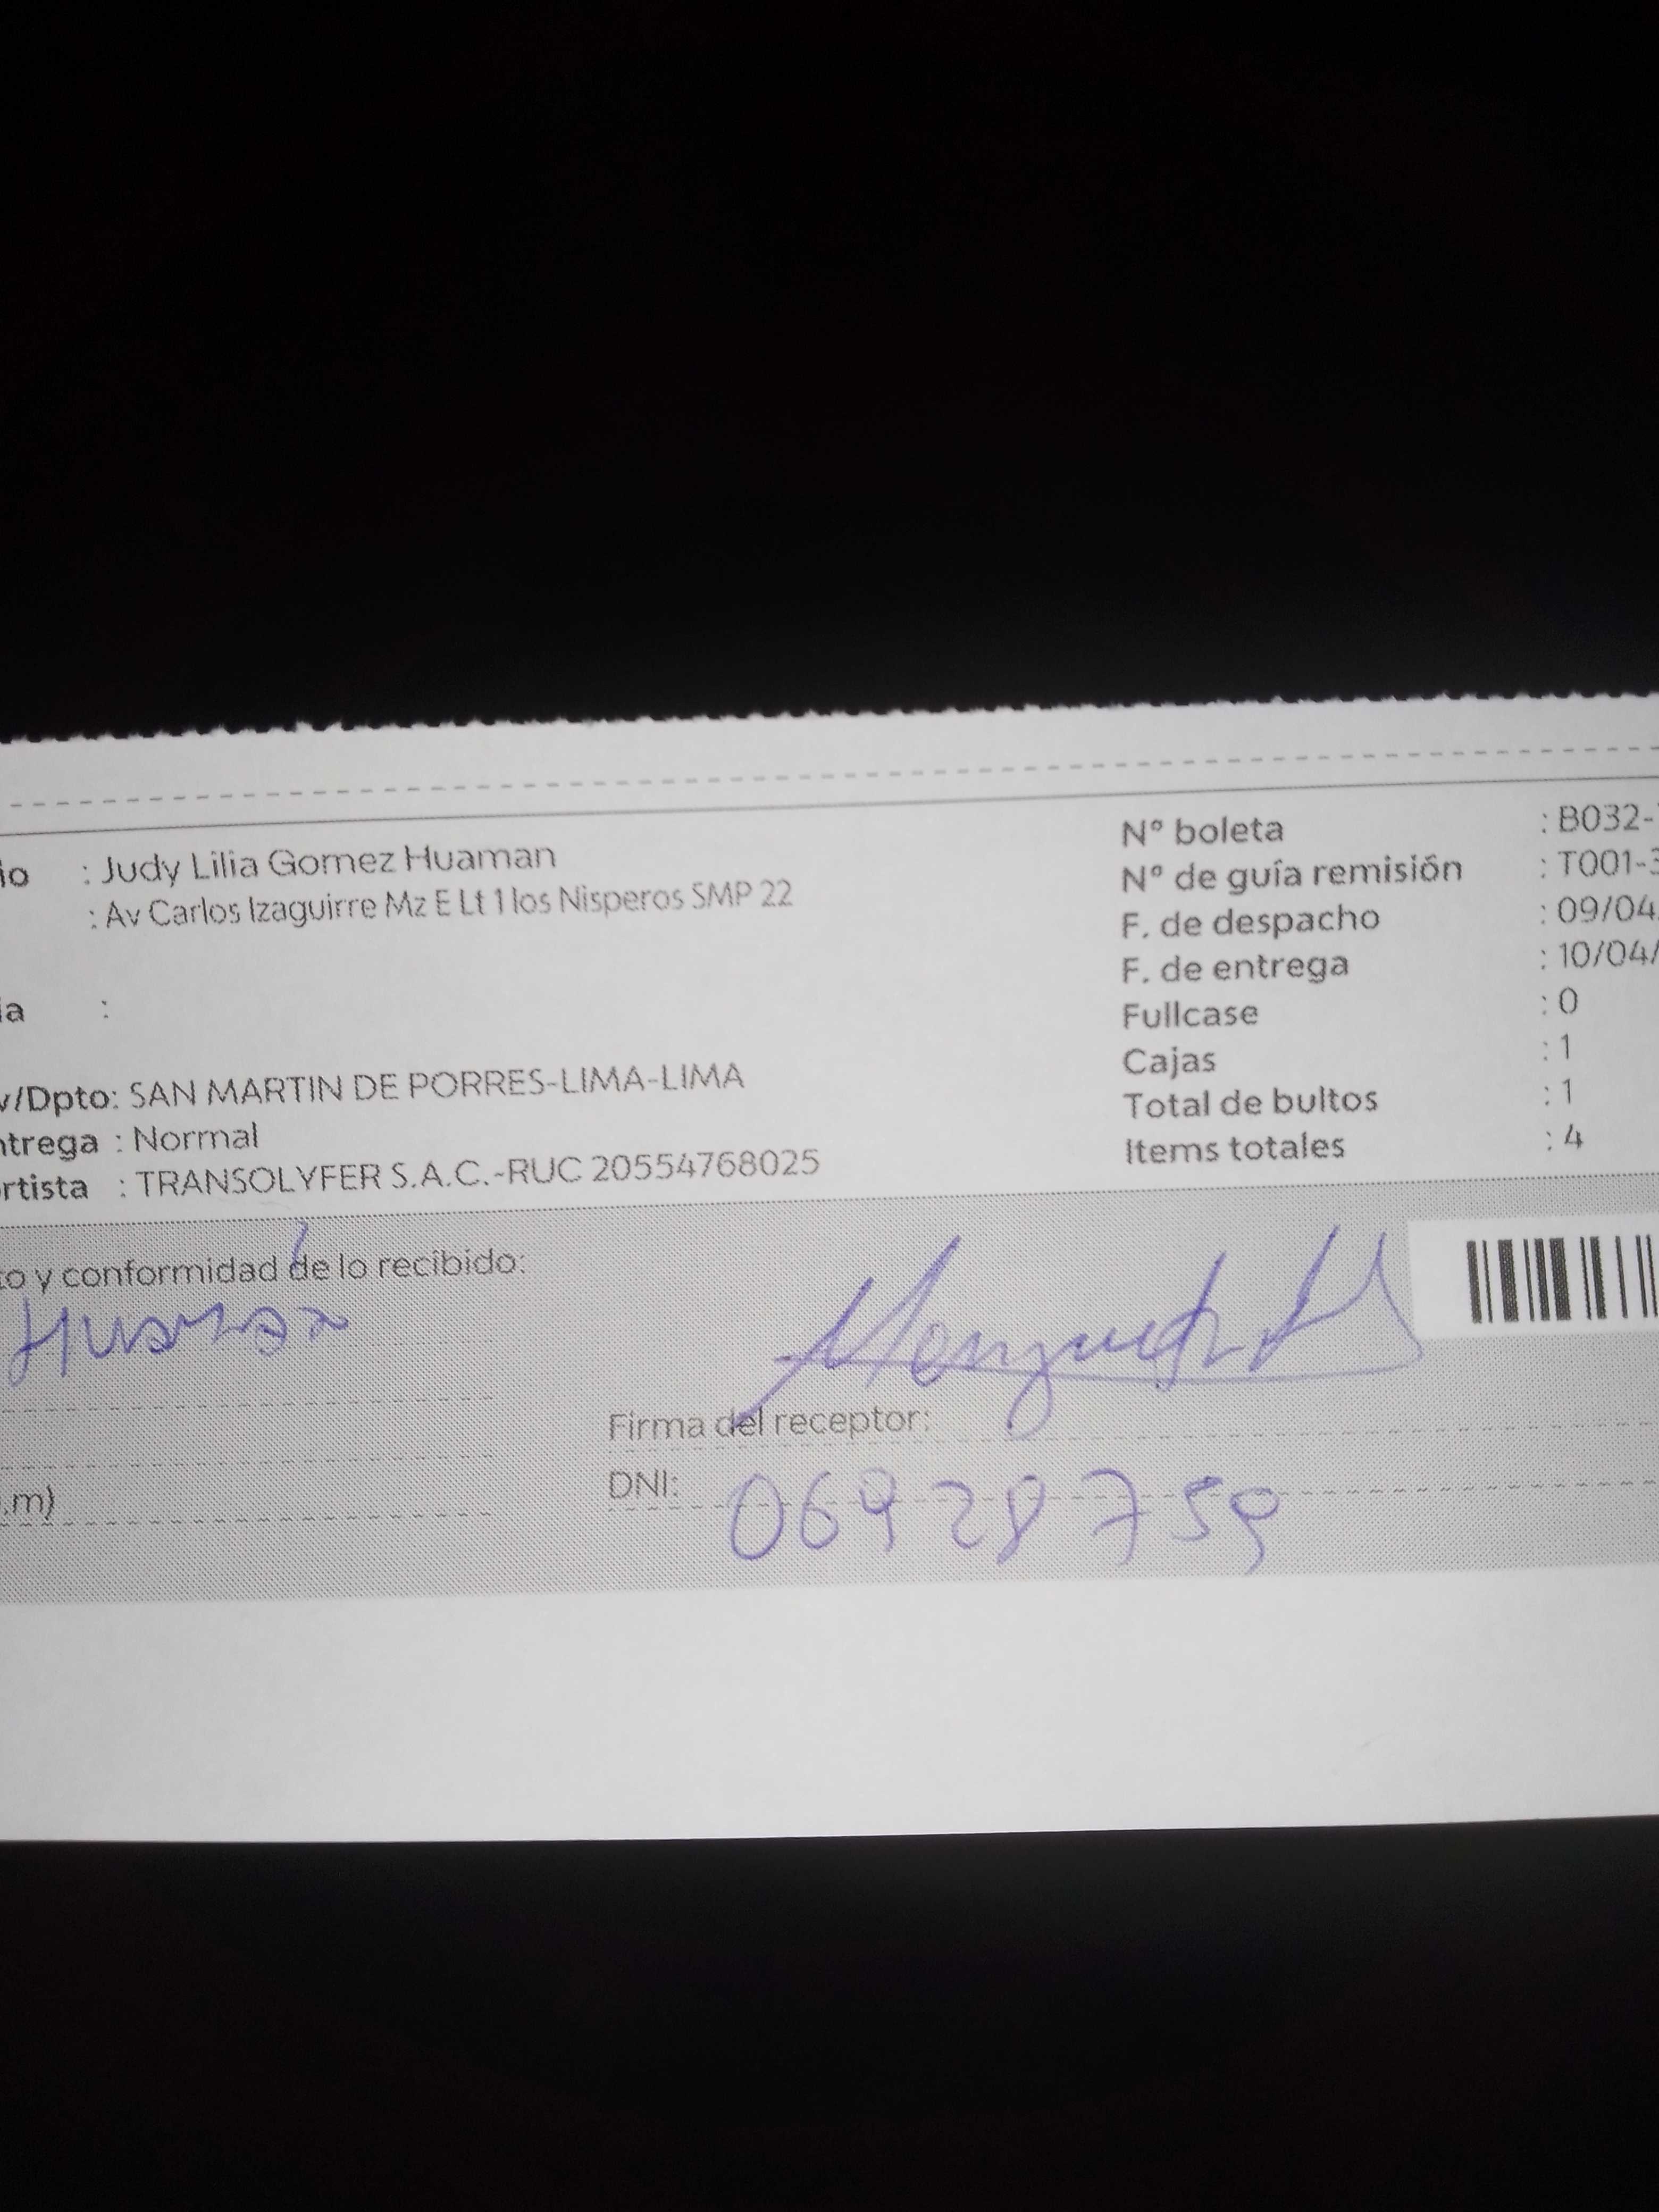 io : Judy Lilia Gomez Huaman
: Av Carlos Izaguirre Mz E Lt 1 los Nisperos SMP 22
ia :
v/Dpto: SAN MARTIN DE PORRES-LIMA-LIMA
ntrega : Normal
ortista : TRANSOLYFER S.A.C.-RUC 20554768025
Nº boleta : B032-
Nº de guía remisión : T001-3
F. de despacho : 09/04
F. de entrega : 10/04/
Fullcase : 0
Cajas : 1
Total de bultos : 1
Items totales : 4
to y conformidad de lo recibido:
Huaman
.m)
Firma del receptor:
DNI: 06928759